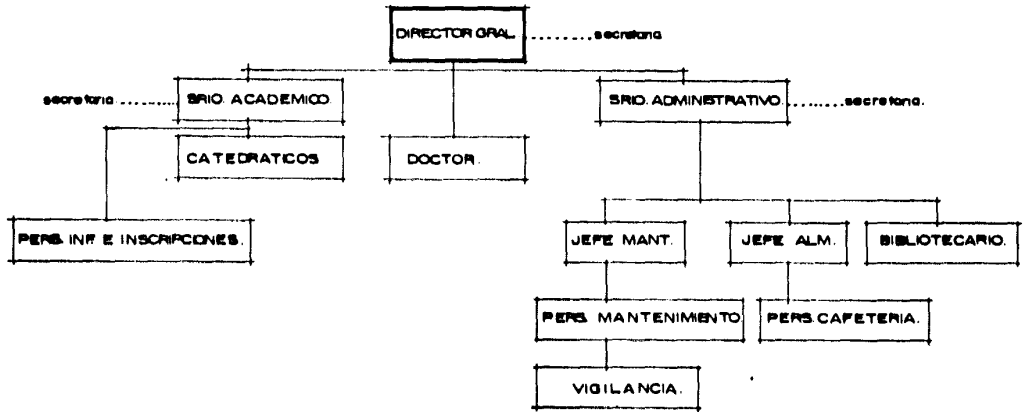 DIRECTOR GRAL. ........secretaria
secretaria........ SRIO. ACADEMICO.
SRIO. ADMINISTRATIVO. ........secretaria.
CATEDRATICOS
DOCTOR.
PERS. INF. E INSCRIPCIONES.
JEFE MANT.
JEFE ALM.
BIBLIOTECARIO.
PERS. MANTENIMIENTO
PERS. CAFETERIA.
VIGILANCIA.